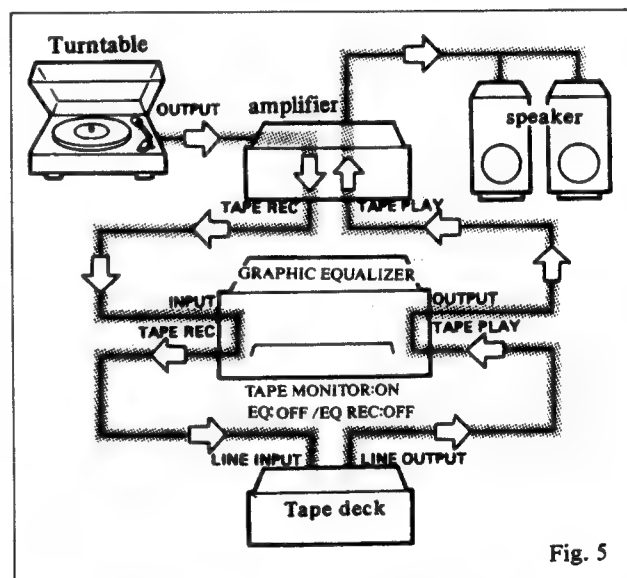 Turntable
OUTPUT
amplifier
speaker
TAPE REC
TAPE PLAY
GRAPHIC EQUALIZER
INPUT
OUTPUT
TAPE REC
TAPE PLAY
TAPE MONITOR:ON
EQ:OFF/EQ REC:OFF
LINE INPUT
LINE OUTPUT
Tape deck
Fig. 5